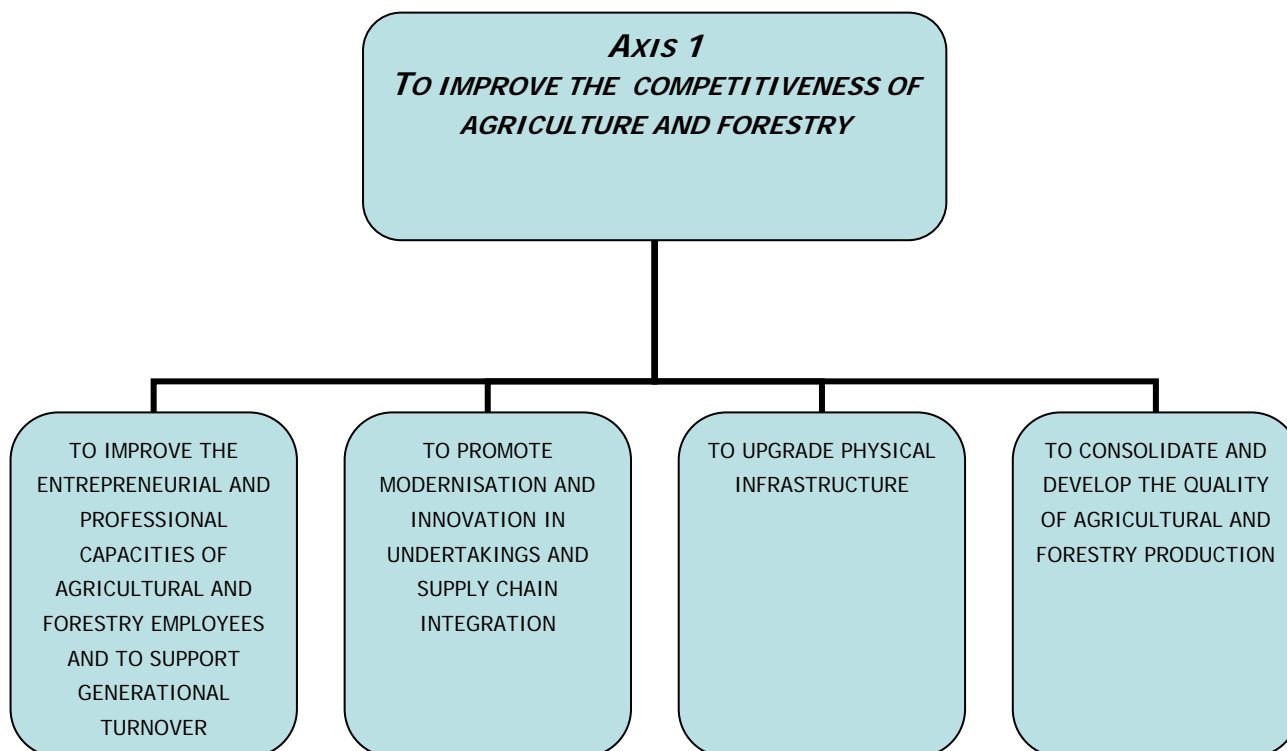 AXIS 1
TO IMPROVE THE COMPETITIVENESS OF
AGRICULTURE AND FORESTRY
TO IMPROVE THE
ENTREPRENEURIAL AND
PROFESSIONAL
CAPACITIES OF
AGRICULTURAL AND
FORESTRY EMPLOYEES
AND TO SUPPORT
GENERATIONAL
TURNOVER
TO PROMOTE
MODERNISATION AND
INNOVATION IN
UNDERTAKINGS AND
SUPPLY CHAIN
INTEGRATION
TO UPGRADE PHYSICAL
INFRASTRUCTURE
TO CONSOLIDATE AND
DEVELOP THE QUALITY
OF AGRICULTURAL AND
FORESTRY PRODUCTION